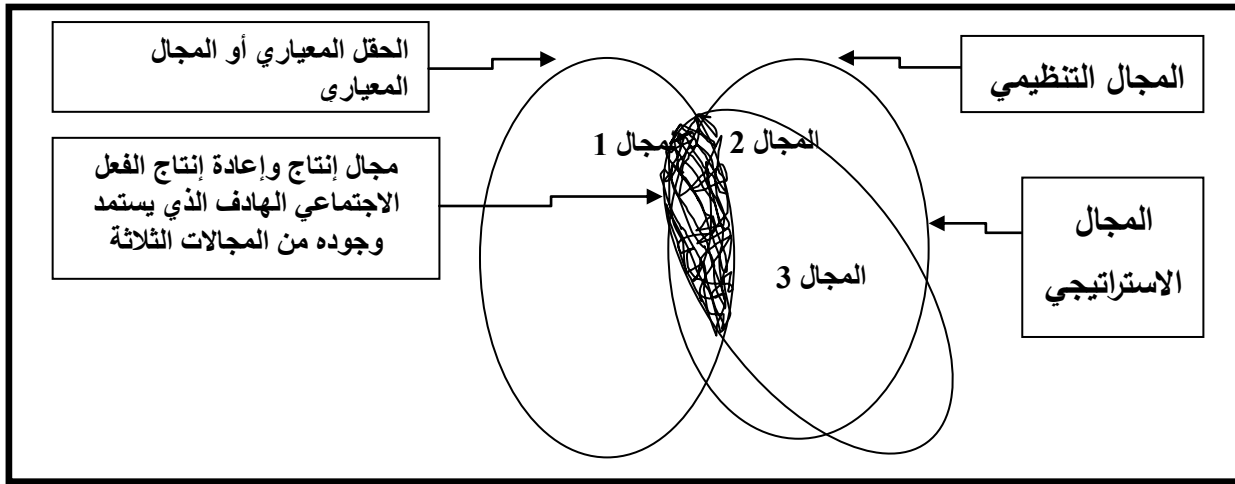 الحقل المعياري أو المجال
المعياري
المجال التنظيمي
مجال إنتاج وإعادة إنتاج الفعل
الاجتماعي الهادف الذي يستمد
وجوده من المجالات الثلاثة
المجال 1
المجال 2
المجال 3
المجال
الاستراتيجي